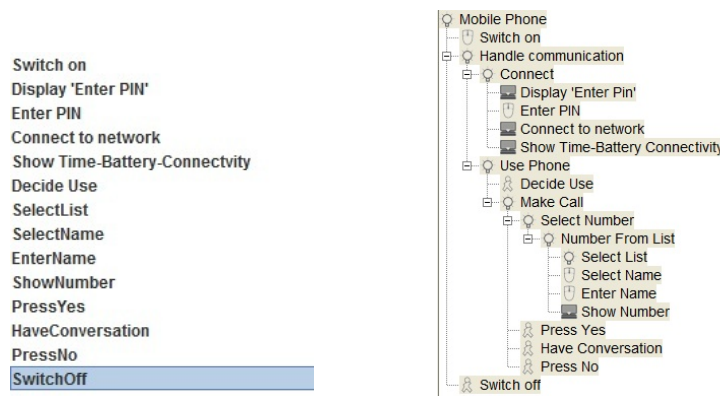 Switch on
Display 'Enter PIN'
Enter PIN
Connect to network
Show Time-Battery-Connectvity
Decide Use
SelectList
SelectName
EnterName
ShowNumber
PressYes
HaveConversation
PressNo
SwitchOff
Mobile Phone
Switch on
Handle communication
Connect
Display 'Enter Pin'
Enter PIN
Connect to network
Show Time-Battery Connectivity
Use Phone
Decide Use
Make Call
Select Number
Number From List
Select List
Select Name
Enter Name
Show Number
Press Yes
Have Conversation
Press No
Switch off